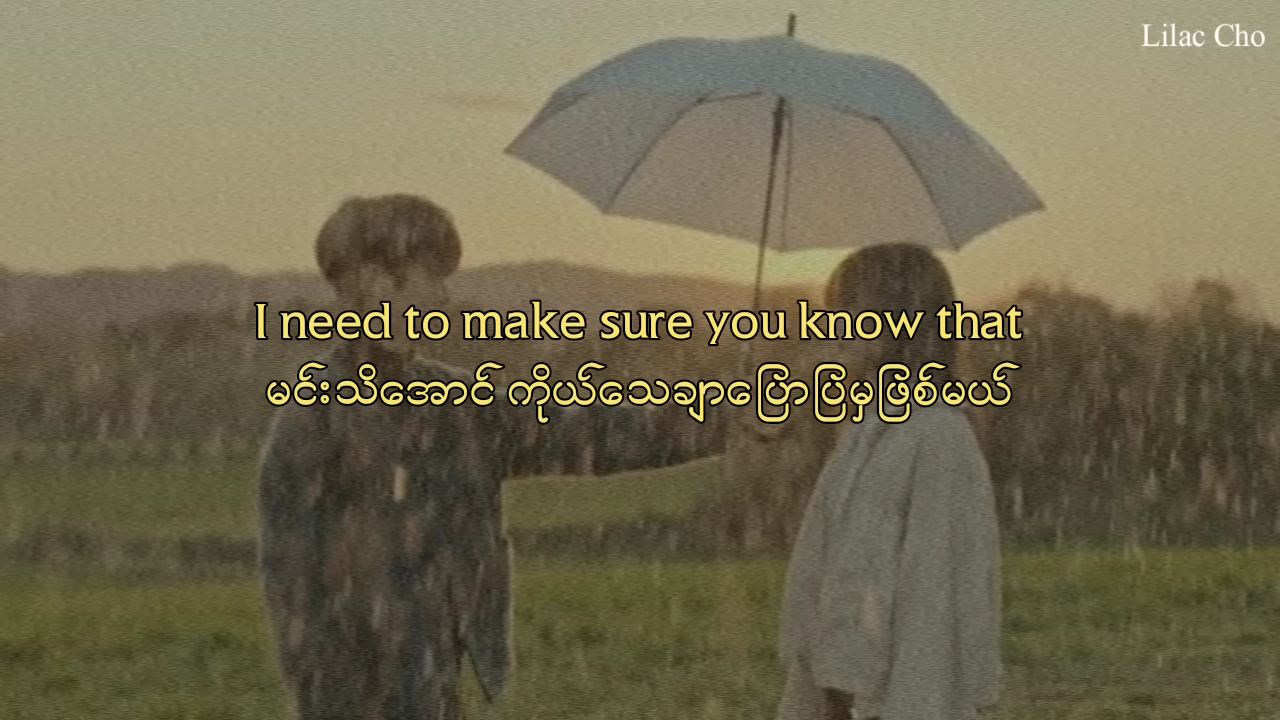 Lilac Cho
I need to make sure you know that
မင်းသိအောင် ကိုယ်သေချာပြောပြမှဖြစ်မယ်